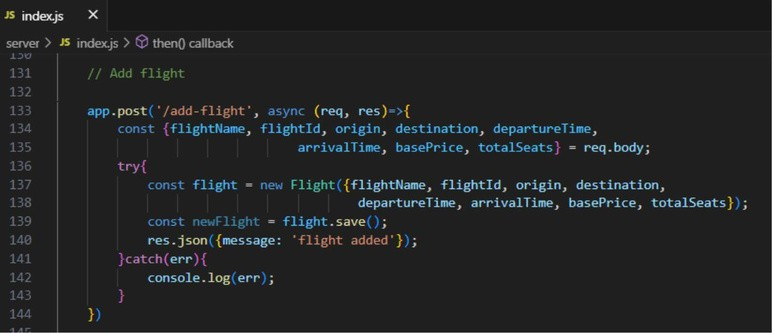 JS index.js X
server > JS index.js > then() callback
130
131 // Add flight
132
133 app.post('/add-flight', async (req, res)=>{
134 const {flightName, flightId, origin, destination, departureTime,
135 arrivalTime, basePrice, totalSeats} = req.body;
136 try{
137 const flight = new Flight({flightName, flightId, origin, destination,
138 departureTime, arrivalTime, basePrice, totalSeats});
139 const newFlight = flight.save();
140 res.json({message: 'flight added'});
141 }catch(err){
142 console.log(err);
143 }
144 })
145